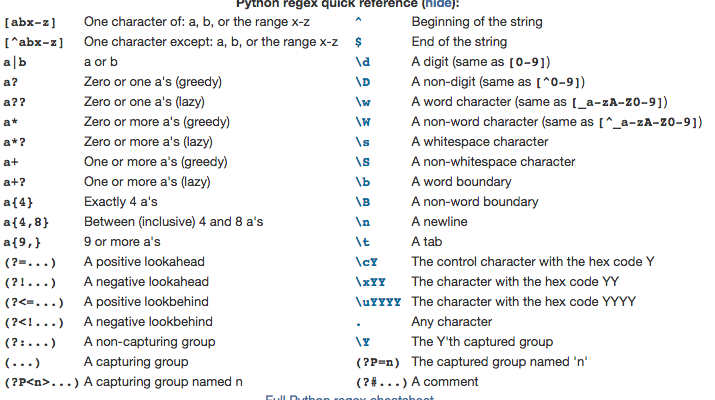 Python regex quick reference (hide):
[abx-z] One character of: a, b, or the range x-z ^ Beginning of the string
[^abx-z] One character except: a, b, or the range x-z $ End of the string
a|b a or b \d A digit (same as [0-9])
a? Zero or one a's (greedy) \D A non-digit (same as [^0-9])
a?? Zero or one a's (lazy) \w A word character (same as [_a-zA-Z0-9])
a* Zero or more a's (greedy) \W A non-word character (same as [^_a-zA-Z0-9])
a*? Zero or more a's (lazy) \s A whitespace character
a+ One or more a's (greedy) \S A non-whitespace character
a+? One or more a's (lazy) \b A word boundary
a{4} Exactly 4 a's \B A non-word boundary
a{4,8} Between (inclusive) 4 and 8 a's \n A newline
a{9,} 9 or more a's \t A tab
(?=...) A positive lookahead \cY The control character with the hex code Y
(?!...) A negative lookahead \xYY The character with the hex code YY
(?<=...) A positive lookbehind \uYYYY The character with the hex code YYYY
(?<!...) A negative lookbehind . Any character
(?:...) A non-capturing group \Y The Y'th captured group
(...) A capturing group (?P=n) The captured group named 'n'
(?P<n>...) A capturing group named n (?#...) A comment
Full Python regex cheatsheet